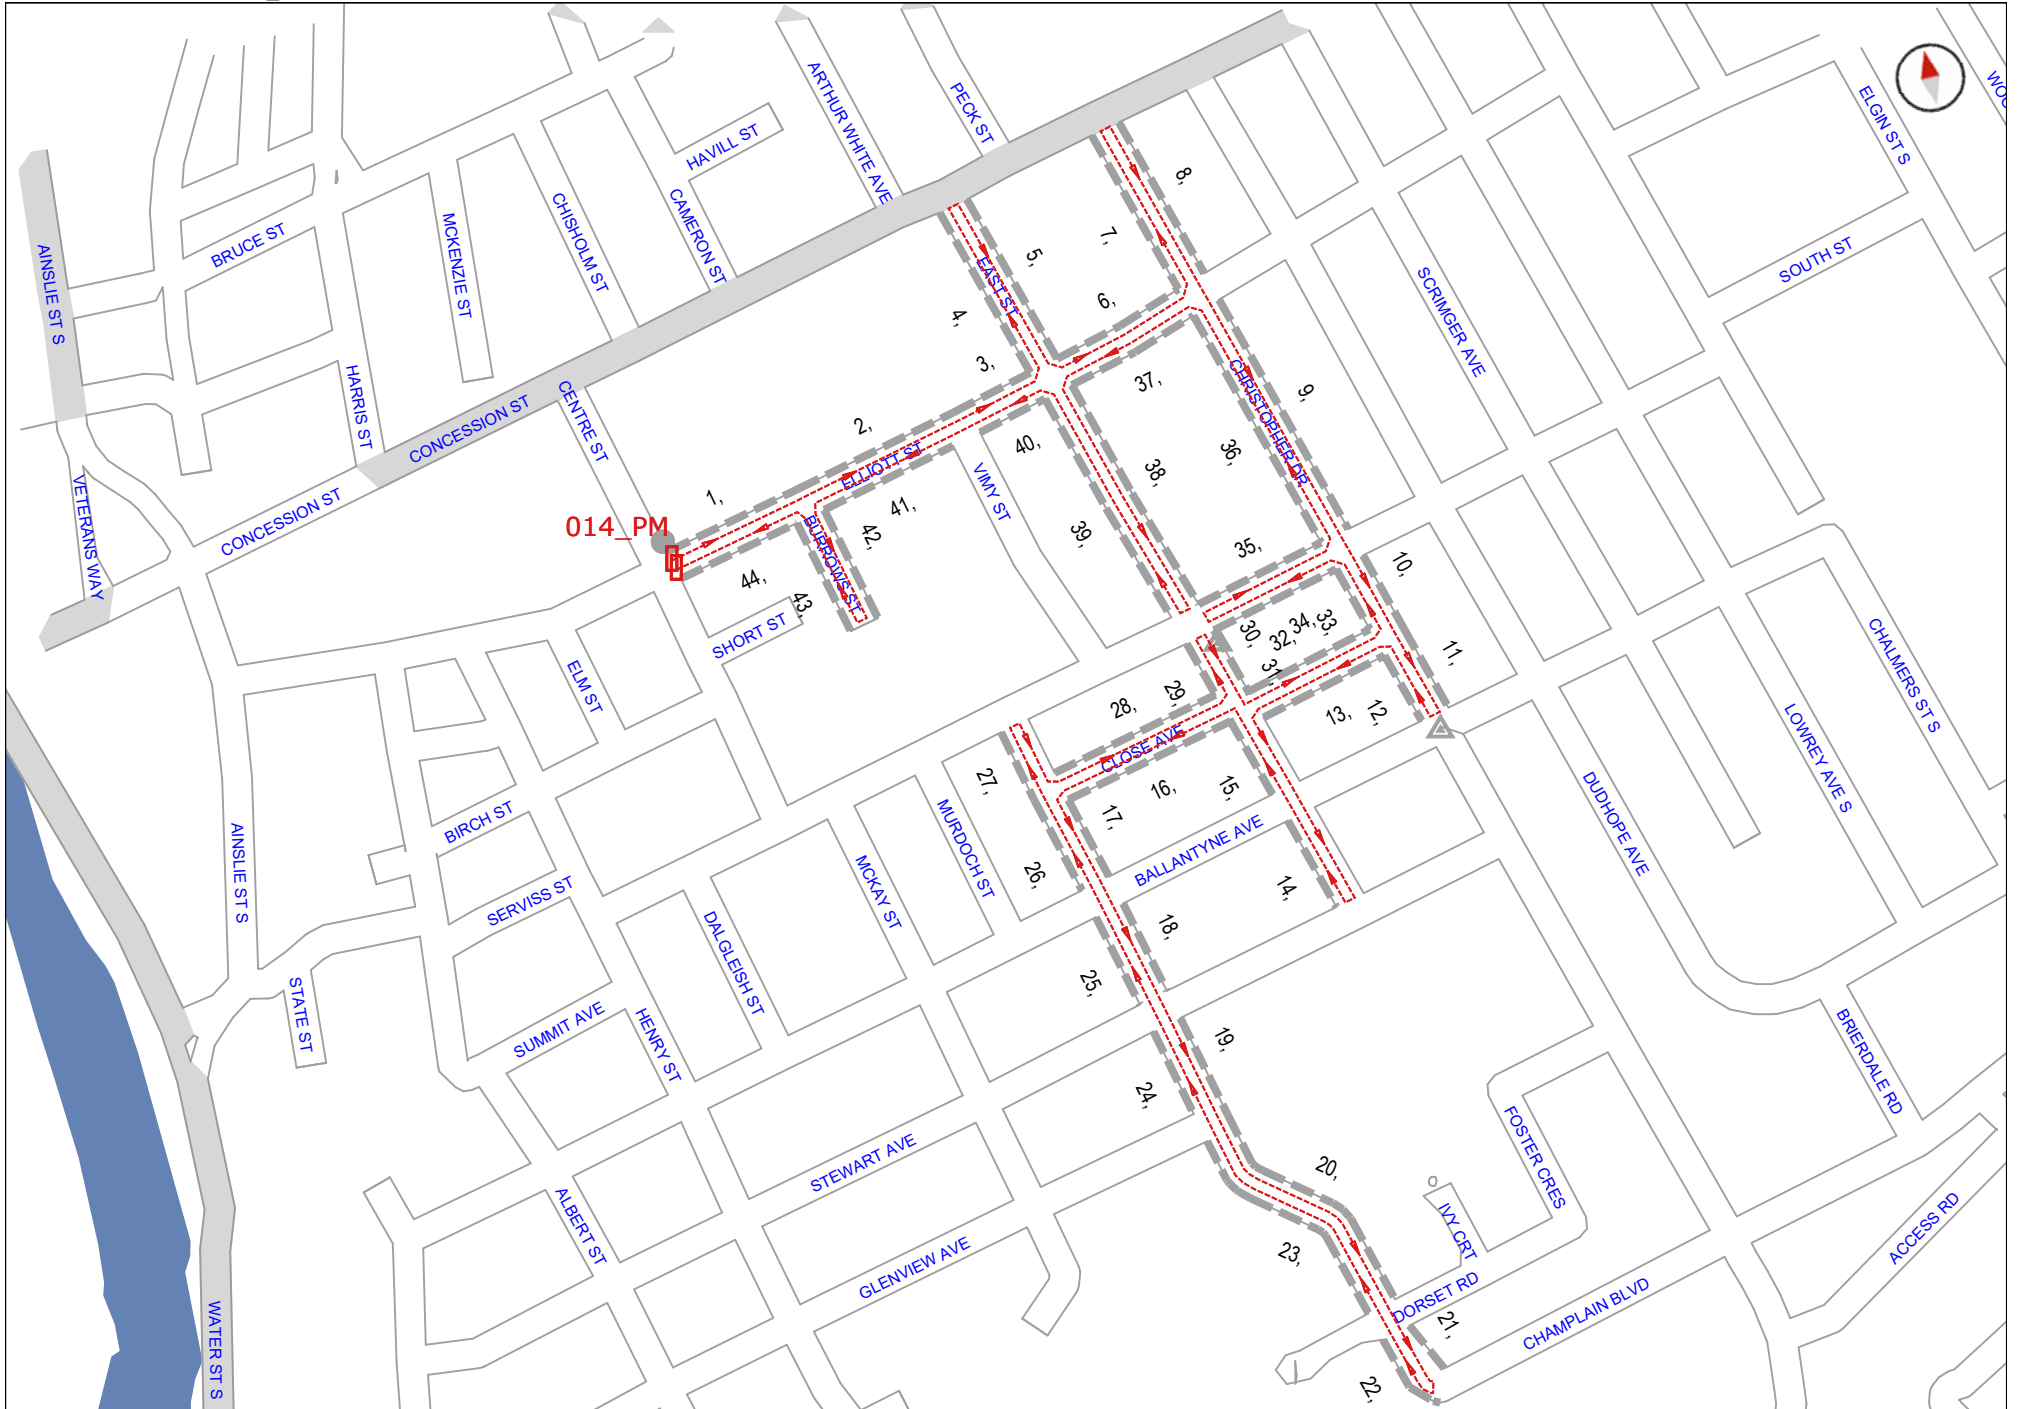 ARTHUR WHITE AVE
PECK ST
ELGIN ST S
HAVILL ST
CAMERON ST
CHISHOLM ST
MCKENZIE ST
BRUCE ST
AINSLIE ST S
8,
7,
5,
6,
4,
3,
EAST ST
SOUTH ST
SCRIMGER AVE
HARRIS ST
CONCESSION ST
CENTRE ST
CHRISTOPHER DR
37,
9,
2,
40,
36,
38,
ELLIOTT ST
VIMY ST
VETERANS WAY
CONCESSION ST
1,
014_PM
41,
42,
39,
35,
10,
BURROWS ST
44,
43,
SHORT ST
30,
32,
34,
33,
31,
11,
ELM ST
29,
28,
13,
12,
CLOSE AVE
CHALMERS ST S
LOWREY AVE S
DUDHOPE AVE
27,
17,
16,
15,
BIRCH ST
AINSLIE ST S
MURDOCH ST
MCKAY ST
BALLANTYNE AVE
26,
14,
18,
SERVISS ST
DALGLEISH ST
25,
STATE ST
SUMMIT AVE
HENRY ST
19,
24,
BRIERDALE RD
FOSTER CRES
STEWART AVE
20,
ALBERT ST
GLENVIEW AVE
23,
IVY CRT
ACCESS RD
DORSET RD
CHAMPLAIN BLVD
21,
22,
WATER ST S